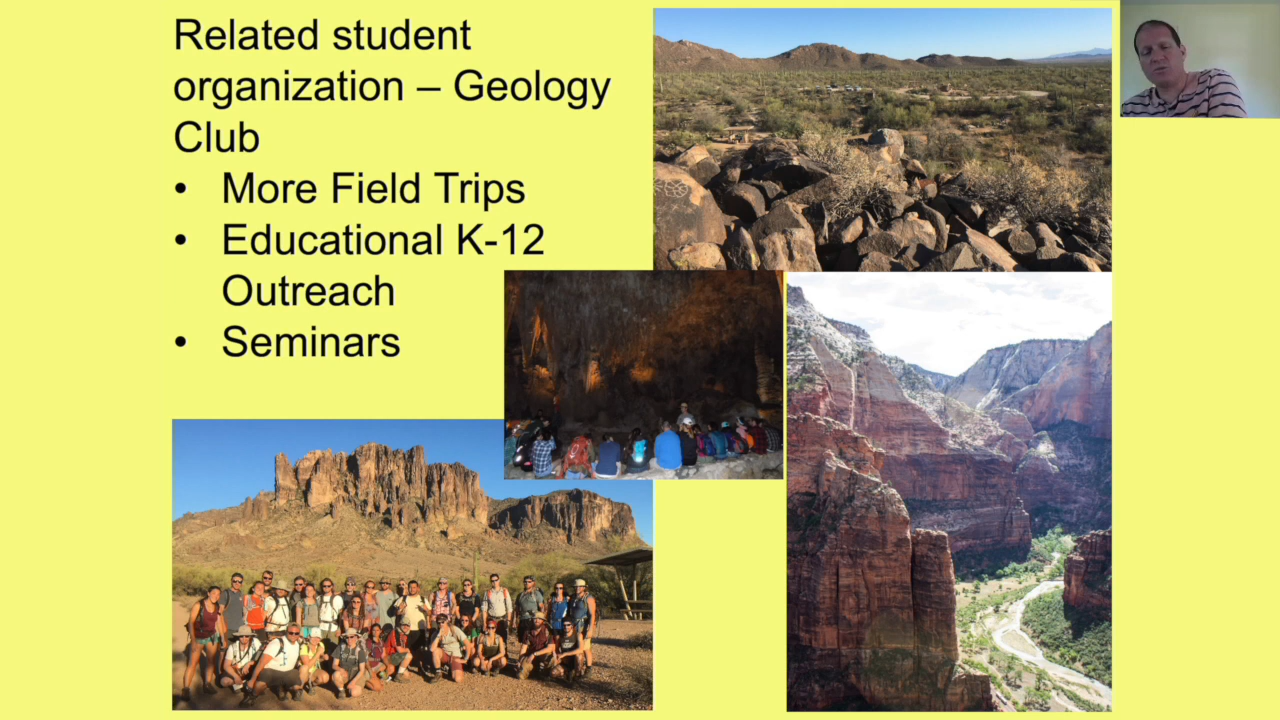 Related student
organization – Geology
Club
• More Field Trips
• Educational K-12
Outreach
• Seminars